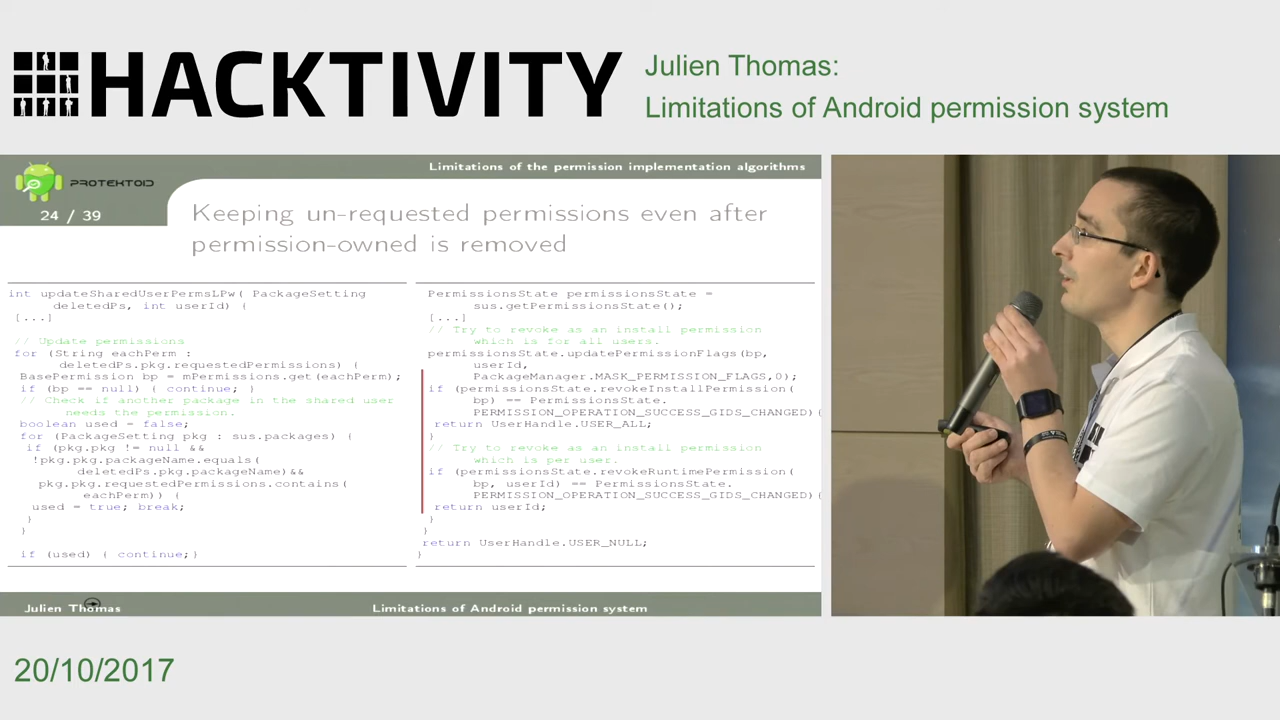 HACKTIVITY
Julien Thomas:
Limitations of Android permission system
Limitations of the permission implementation algorithms
PROTEKTOID
24 / 39
Keeping un-requested permissions even after
permission-owned is removed
int updateSharedUserPermsLPw( PackageSetting
deletedPs, int userId) {
[...]
// Update permissions
for (String eachPerm :
deletedPs.pkg.requestedPermissions) {
BasePermission bp = mPermissions.get(eachPerm);
if (bp == null) { continue; }
// Check if another package in the shared user
needs the permission.
boolean used = false;
for (PackageSetting pkg : sus.packages) {
if (pkg.pkg != null &&
!pkg.pkg.packageName.equals(
deletedPs.pkg.packageName)&&
pkg.pkg.requestedPermissions.contains(
eachPerm)) {
used = true; break;
}
}
if (used) { continue;}
PermissionsState permissionsState =
sus.getPermissionsState();
[...]
// Try to revoke as an install permission
which is for all users.
permissionsState.updatePermissionFlags(bp,
userId,
PackageManager.MASK_PERMISSION_FLAGS,0);
if (permissionsState.revokeInstallPermission(
bp) == PermissionsState.
PERMISSION_OPERATION_SUCCESS_GIDS_CHANGED){
return UserHandle.USER_ALL;
}
// Try to revoke as an install permission
which is per user.
if (permissionsState.revokeRuntimePermission(
bp, userId) == PermissionsState.
PERMISSION_OPERATION_SUCCESS_GIDS_CHANGED){
return userId;
}
}
return UserHandle.USER_NULL;
}
Julien Thomas
Limitations of Android permission system
20/10/2017